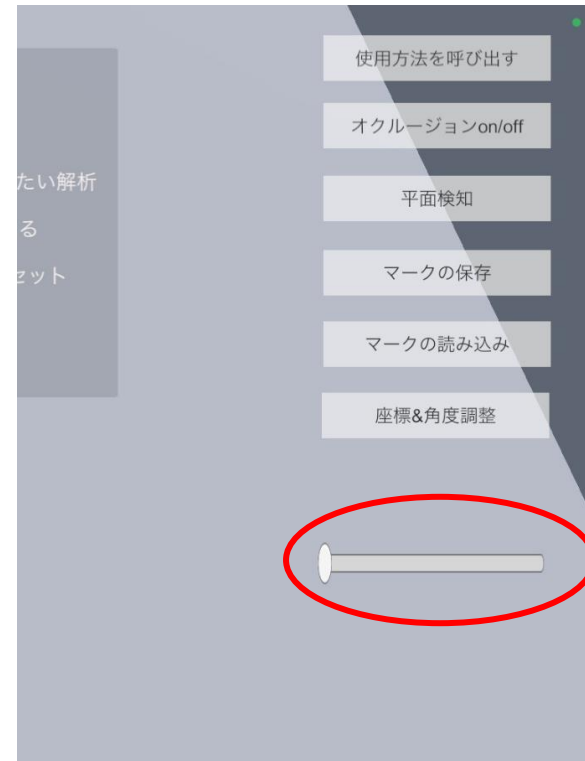 使用方法を呼び出す
オクルージョンon/off
たい解析
平面検知
る
セット
マークの保存
マークの読み込み
座標&角度調整